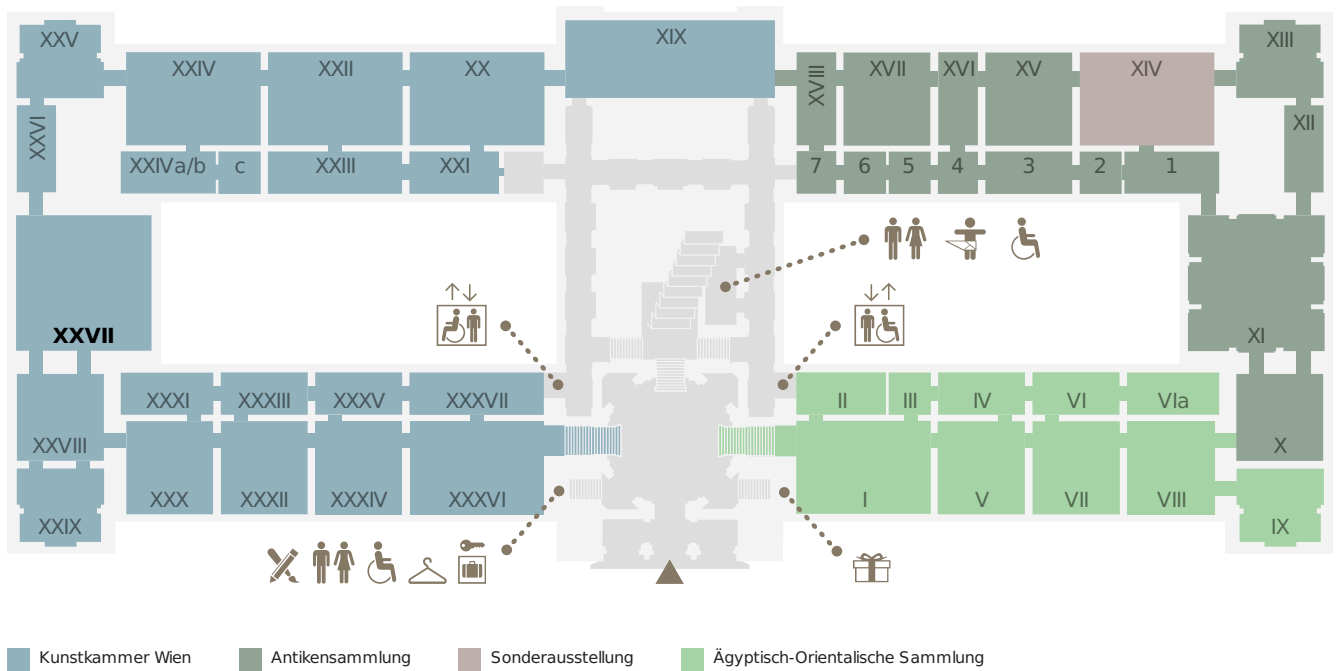 XXV
XIX
XIII
XXIV
XXII
XX
XVIII
XVII
XVI
XV
XIV
XXVI
XII
XXIVa/b
c
XXIII
XXI
7
6
5
4
3
2
1
XXVII
XI
XXXI
XXXIII
XXXV
XXXVII
II
III
IV
VI
VIa
XXVIII
X
XXX
XXXII
XXXIV
XXXVI
I
V
VII
VIII
XXIX
IX
Kunstkammer Wien
Antikensammlung
Sonderausstellung
Ägyptisch-Orientalische Sammlung